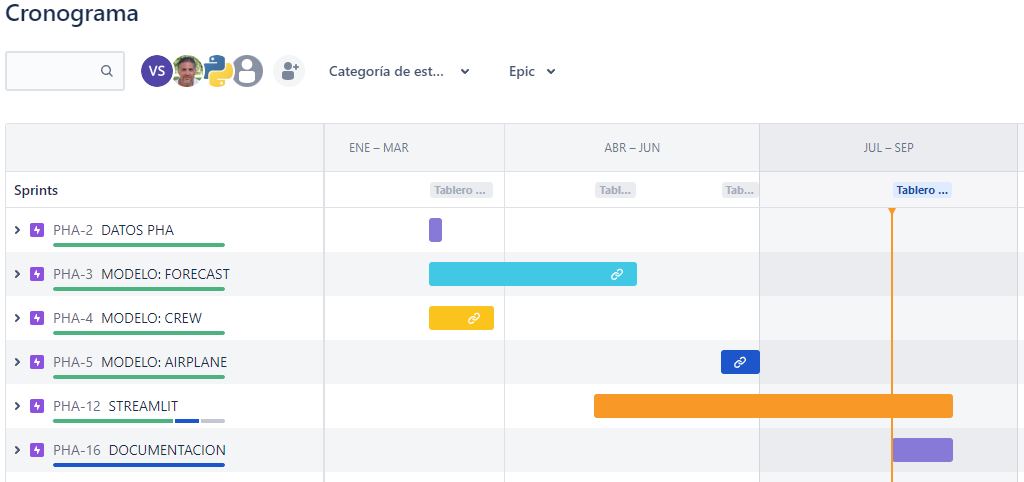 Cronograma
VS Categoría de est... Epic
ENE – MAR ABR – JUN JUL – SEP
Sprints Tablero ... Tabl... Tab... Tablero ...
PHA-2 DATOS PHA
PHA-3 MODELO: FORECAST
PHA-4 MODELO: CREW
PHA-5 MODELO: AIRPLANE
PHA-12 STREAMLIT
PHA-16 DOCUMENTACION